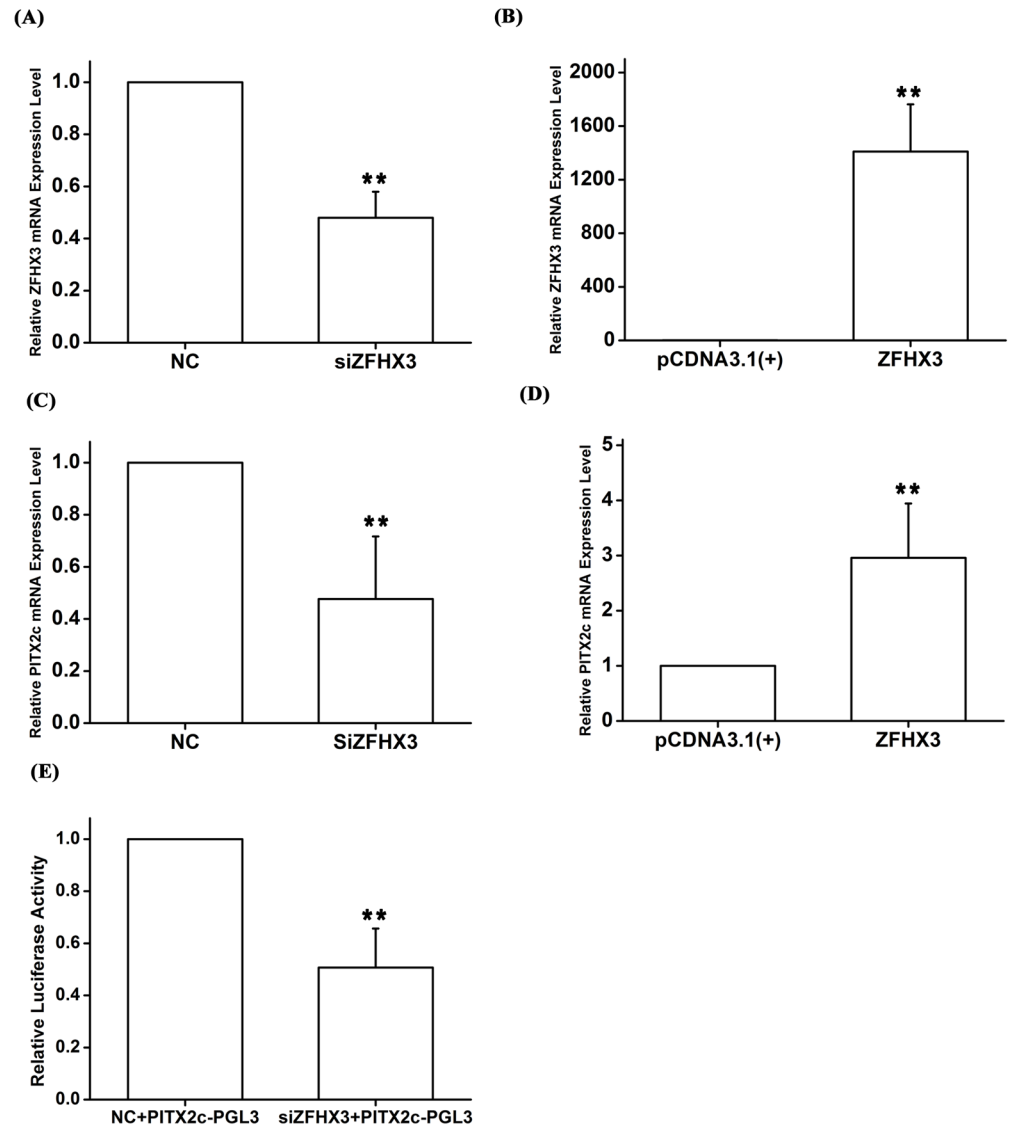 (A)
Relative ZFHX3 mRNA Expression Level
1.0
0.8
0.6
0.4
0.2
0.0
**
NC
siZFHX3
(B)
Relative ZFHX3 mRNA Expression Level
2000
1600
1200
800
400
0
**
pCDNA3.1(+)
ZFHX3
(C)
Relative PITX2c mRNA Expression Level
1.0
0.8
0.6
0.4
0.2
0.0
**
NC
SiZFHX3
(D)
Relative PITX2c mRNA Expression Level
5
4
3
2
1
0
**
pCDNA3.1(+)
ZFHX3
(E)
Relative Luciferase Activity
1.0
0.8
0.6
0.4
0.2
0.0
**
NC+PITX2c-PGL3
siZFHX3+PITX2c-PGL3